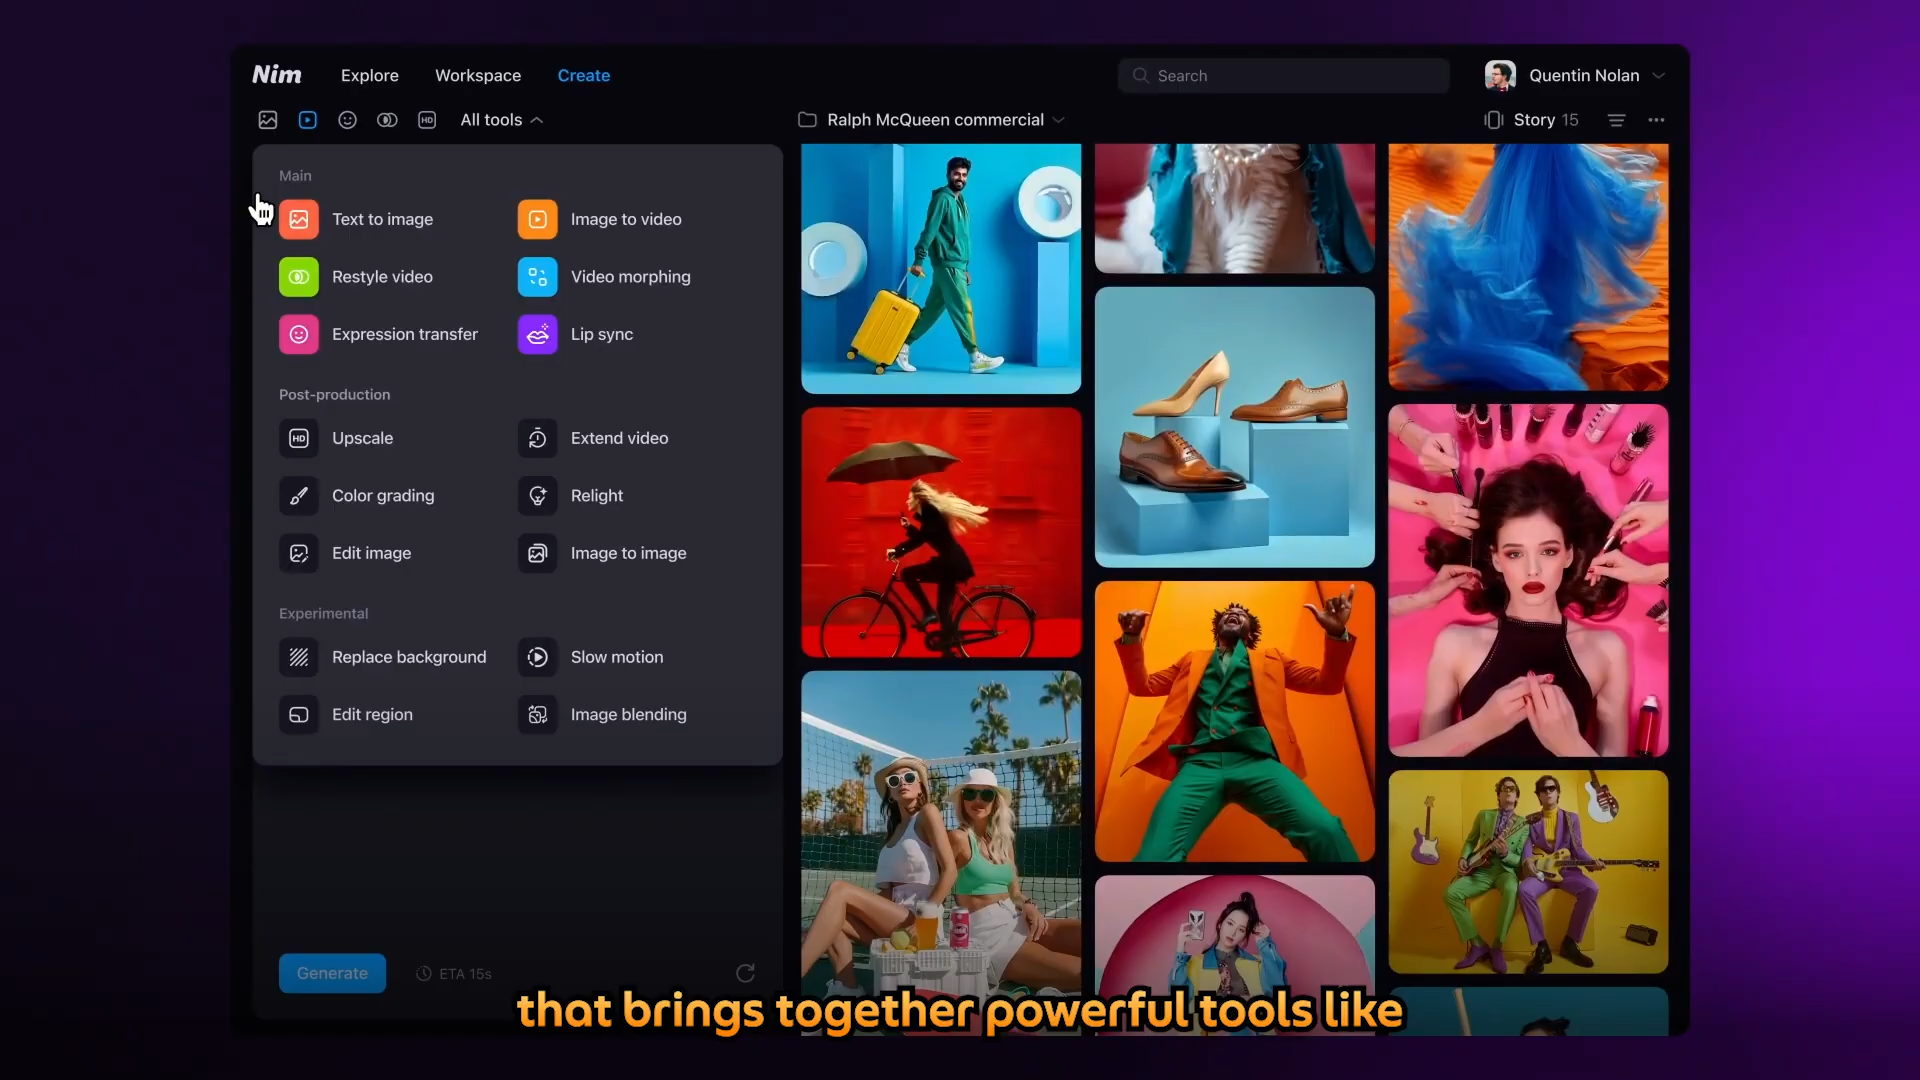 Nim
Explore
Workspace
Create
Search
Quentin Nolan
HD
All tools
Ralph McQueen commercial
Story 15
Main
Text to image
Image to video
Restyle video
Video morphing
Expression transfer
Lip sync
Post-production
HD
Upscale
Extend video
Color grading
Relight
Edit image
Image to image
Experimental
Replace background
Slow motion
Edit region
Image blending
Generate
ETA 15s
that brings together powerful tools like